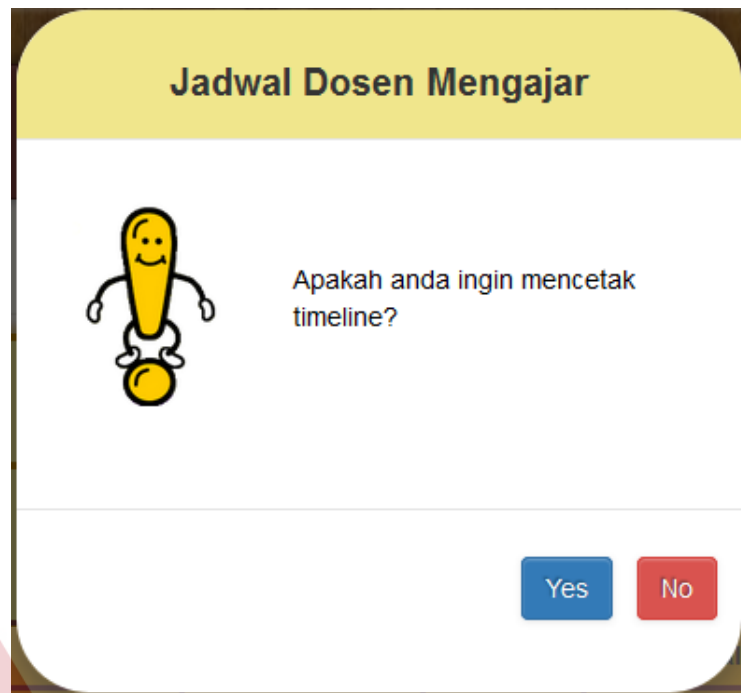 Jadwal Dosen Mengajar
Apakah anda ingin mencetak
timeline?
Yes
No